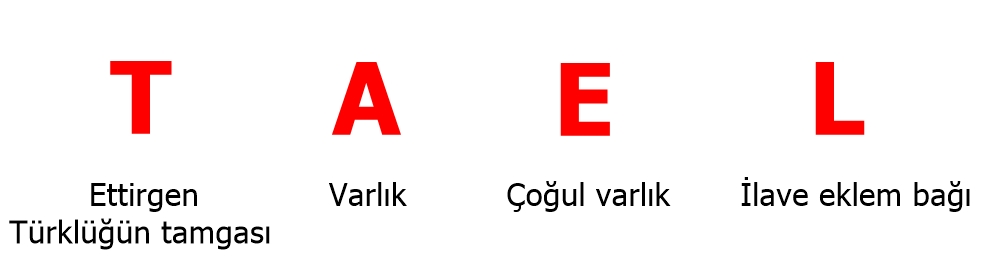 T A E L
Ettirgen Varlık Çoğul varlık İlave eklem bağı
Türklüğün tamgası